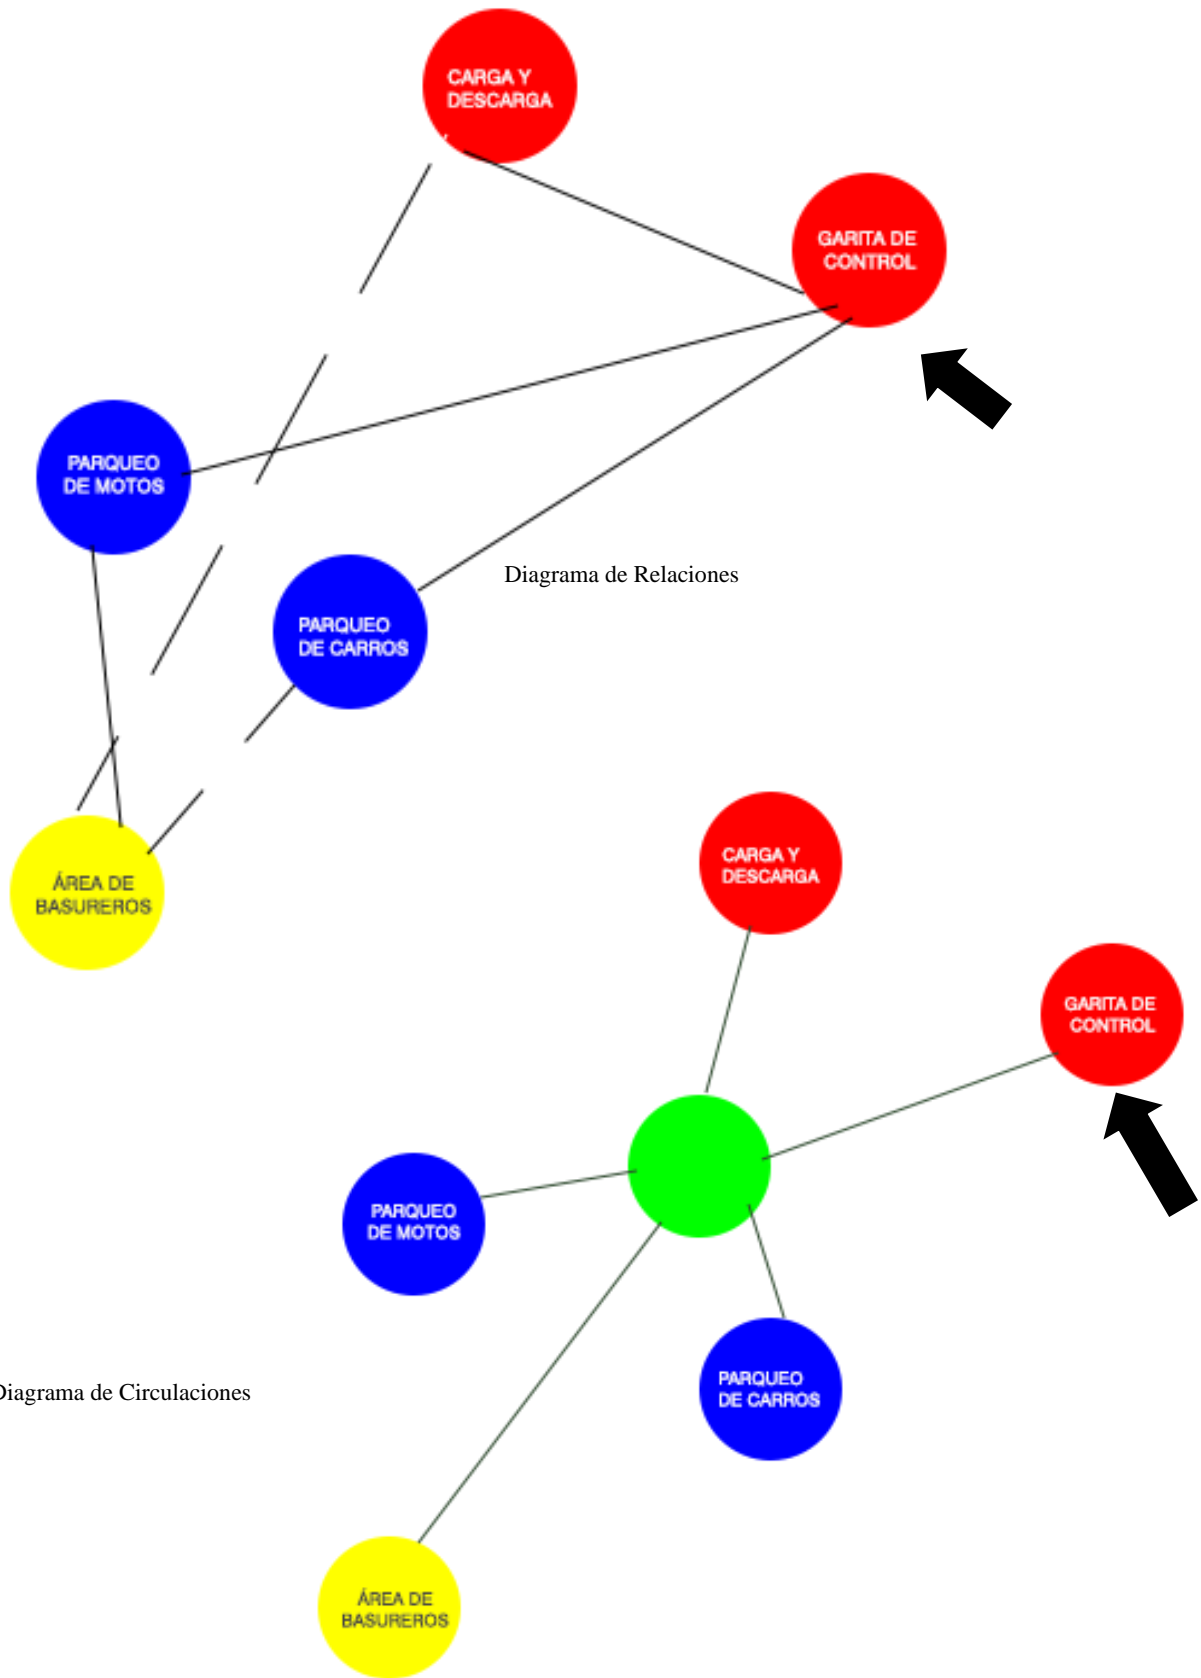 CARGA Y
DESCARGA
GARITA DE
CONTROL
PARQUEO
DE MOTOS
Diagrama de Relaciones
PARQUEO
DE CARROS
ÁREA DE
BASUREROS
CARGA Y
DESCARGA
GARITA DE
CONTROL
PARQUEO
DE MOTOS
PARQUEO
DE CARROS
Diagrama de Circulaciones
ÁREA DE
BASUREROS